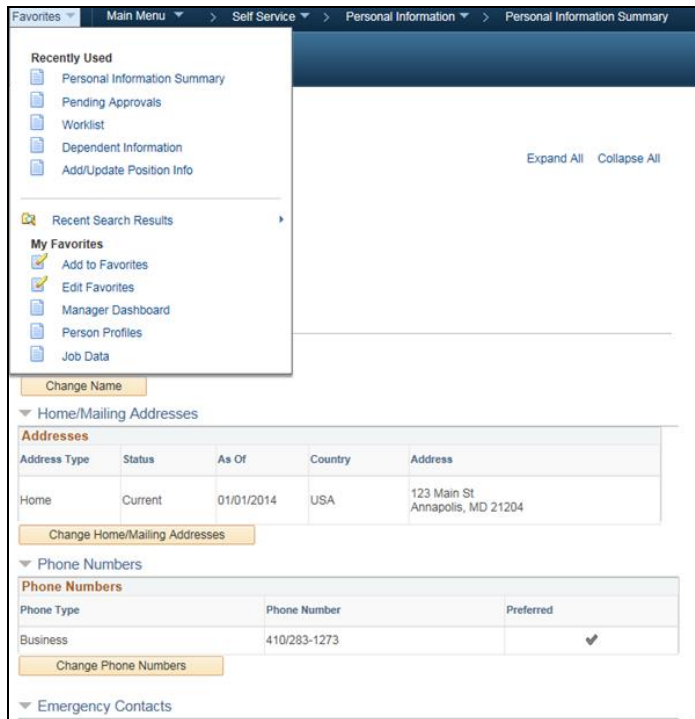 Favorites Main Menu > Self Service > Personal Information > Personal Information Summary
Recently Used
Personal Information Summary
Pending Approvals
Worklist
Dependent Information
Add/Update Position Info
Expand All Collapse All
Recent Search Results
My Favorites
Add to Favorites
Edit Favorites
Manager Dashboard
Person Profiles
Job Data
Change Name
Home/Mailing Addresses
Addresses
Address Type Status As Of Country Address
Home Current 01/01/2014 USA 123 Main St
Annapolis, MD 21204
Change Home/Mailing Addresses
Phone Numbers
Phone Numbers
Phone Type Phone Number Preferred
Business 410/283-1273
Change Phone Numbers
Emergency Contacts